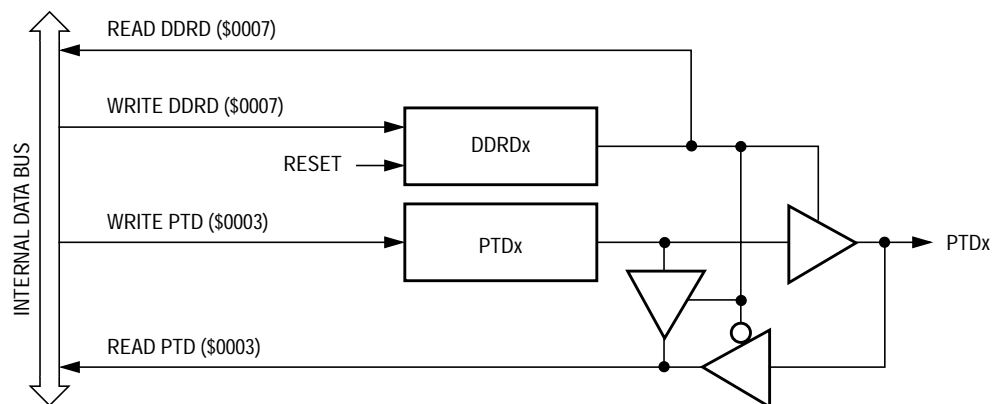 READ DDRD ($0007)
WRITE DDRD ($0007)
DDRDx
RESET
WRITE PTD ($0003)
PTDx
PTDx
READ PTD ($0003)
INTERNAL DATA BUS